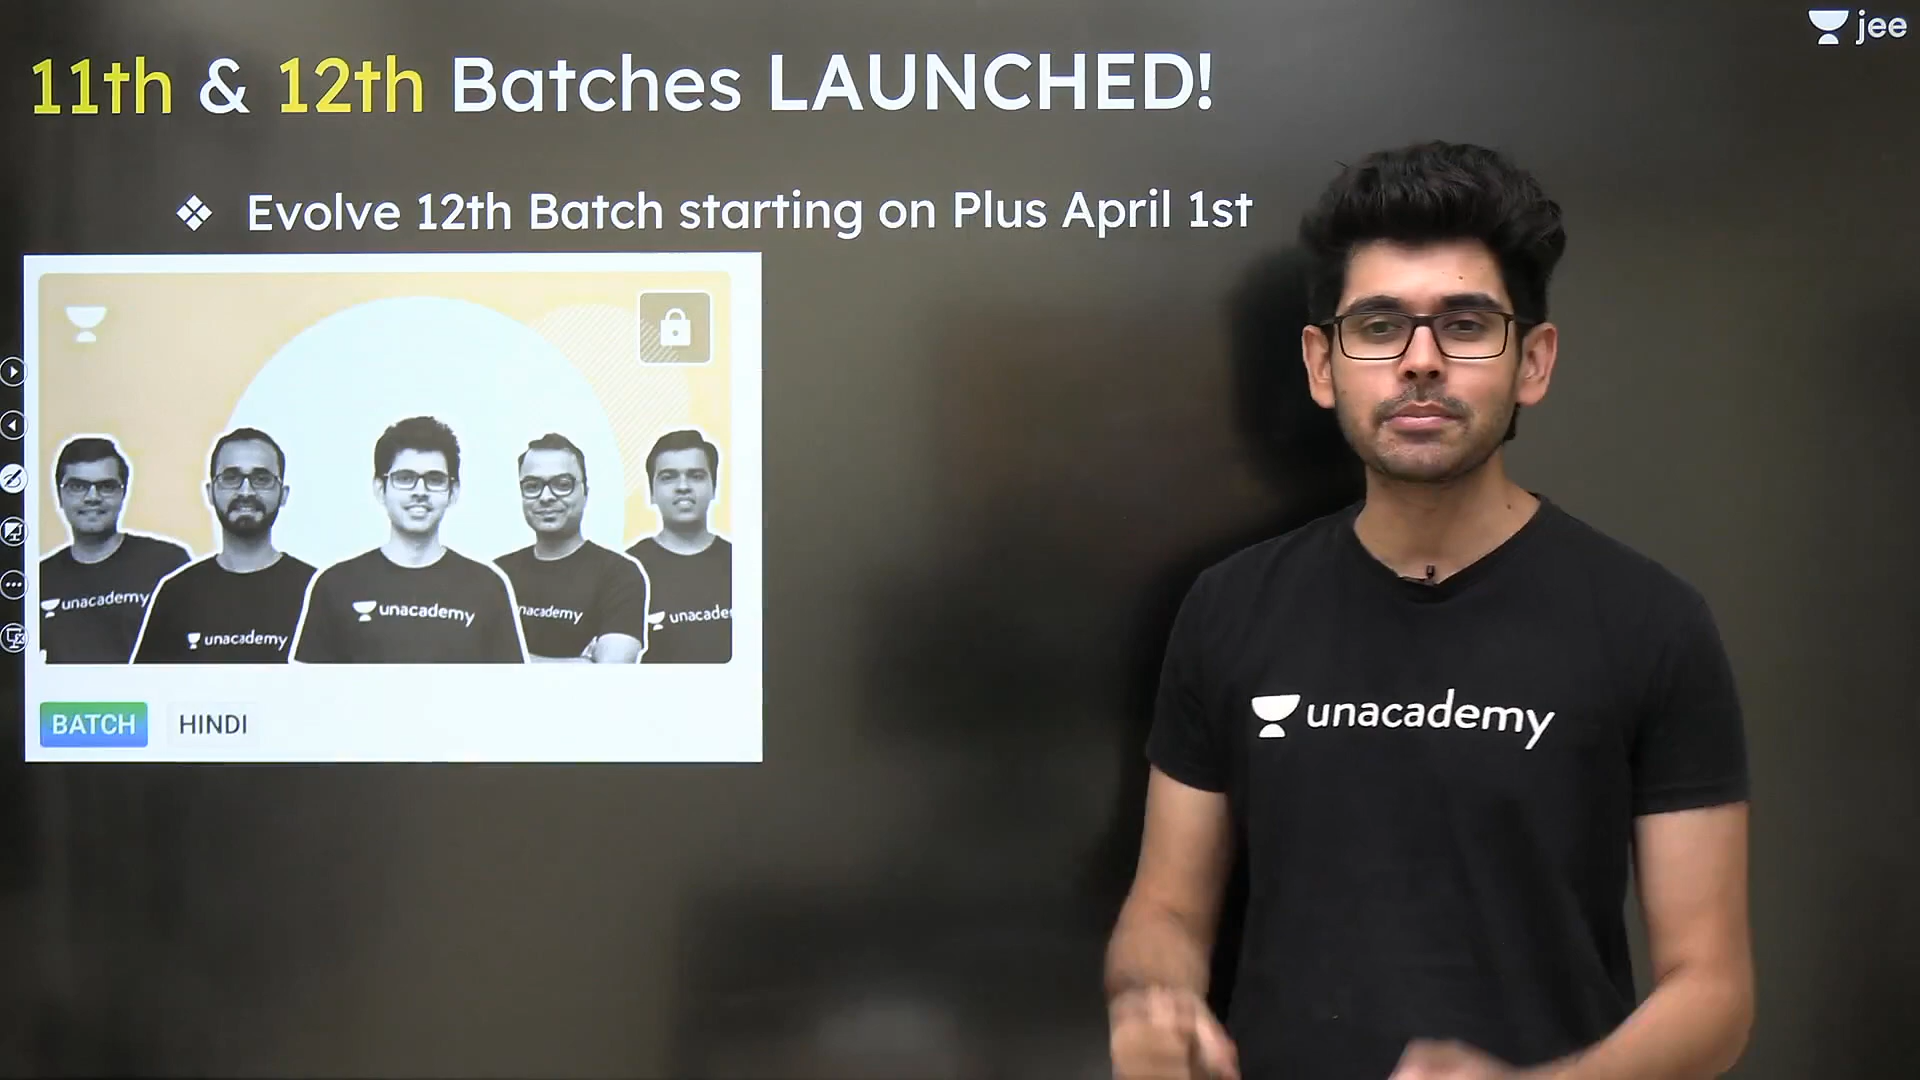 jee
11th & 12th Batches LAUNCHED!
❖ Evolve 12th Batch starting on Plus April 1st
unacademy
unacademy
unacademy
nacademy
unacade
BATCH
HINDI
unacademy